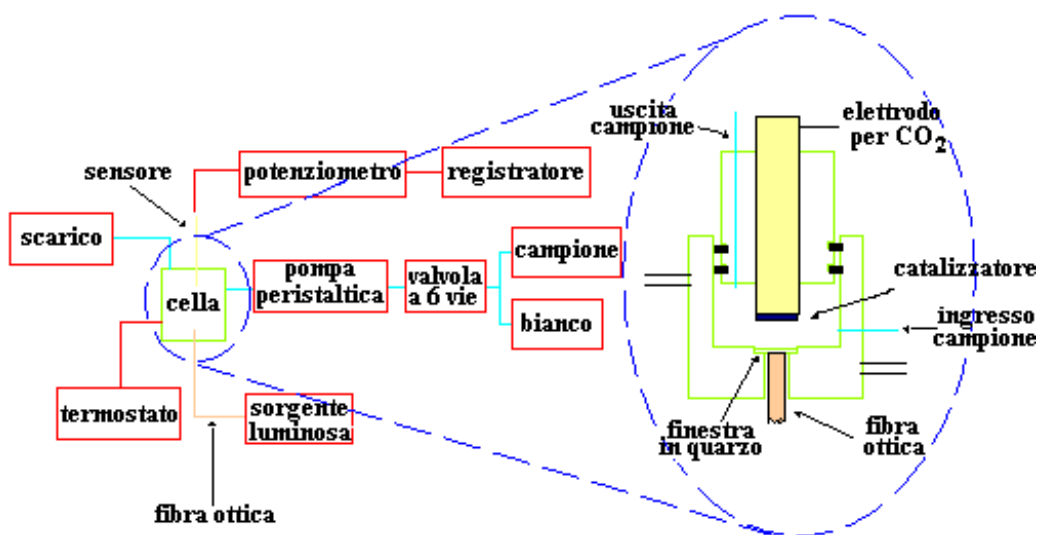 uscita
campione
elettrodo
per CO2
sensore
potenziometro
registratore
scarico
campione
pompa
peristaltica
valvola
a 6 vie
cella
bianco
catalizzatore
ingresso
campione
termostato
sorgente
luminosa
finestra
in quarzo
fibra
ottica
fibra ottica